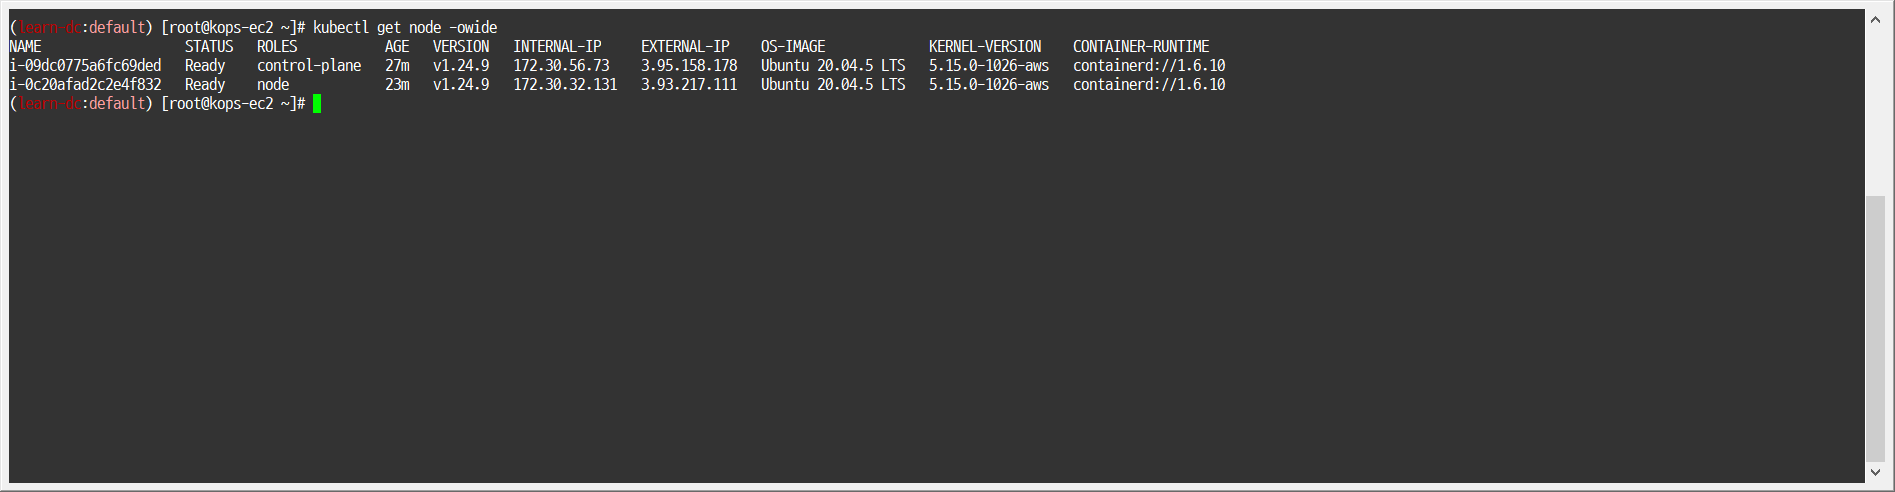 (learn-dc:default) [root@kops-ec2 ~]# kubectl get node -owide
NAME                  STATUS   ROLES           AGE   VERSION   INTERNAL-IP     EXTERNAL-IP    OS-IMAGE             KERNEL-VERSION    CONTAINER-RUNTIME
i-09dc0775a6fc69ded   Ready    control-plane   27m   v1.24.9   172.30.56.73    3.95.158.178   Ubuntu 20.04.5 LTS   5.15.0-1026-aws   containerd://1.6.10
i-0c20afad2c2e4f832   Ready    node            23m   v1.24.9   172.30.32.131   3.93.217.111   Ubuntu 20.04.5 LTS   5.15.0-1026-aws   containerd://1.6.10
(learn-dc:default) [root@kops-ec2 ~]#